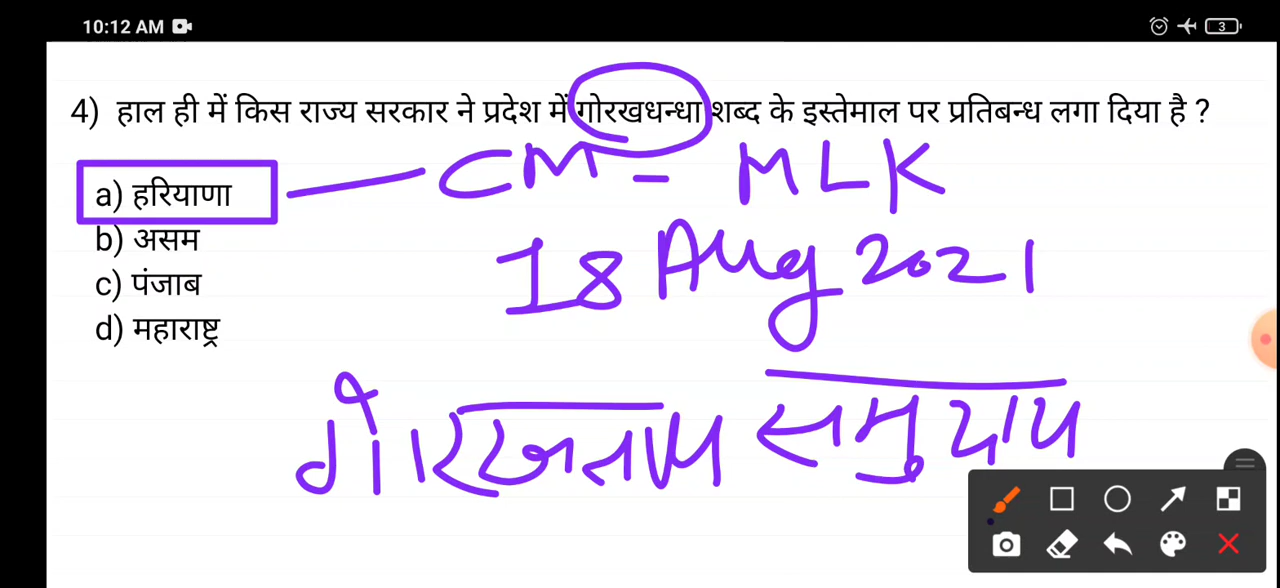 10:12 AM
3
4) हाल ही में किस राज्य सरकार ने प्रदेश में गोरखधन्धा शब्द के इस्तेमाल पर प्रतिबन्ध लगा दिया है ?
a) हरियाणा
CM - MLK
b) असम
18 Aug 2021
c) पंजाब
d) महाराष्ट्र
गोरखनाथ समुदाय